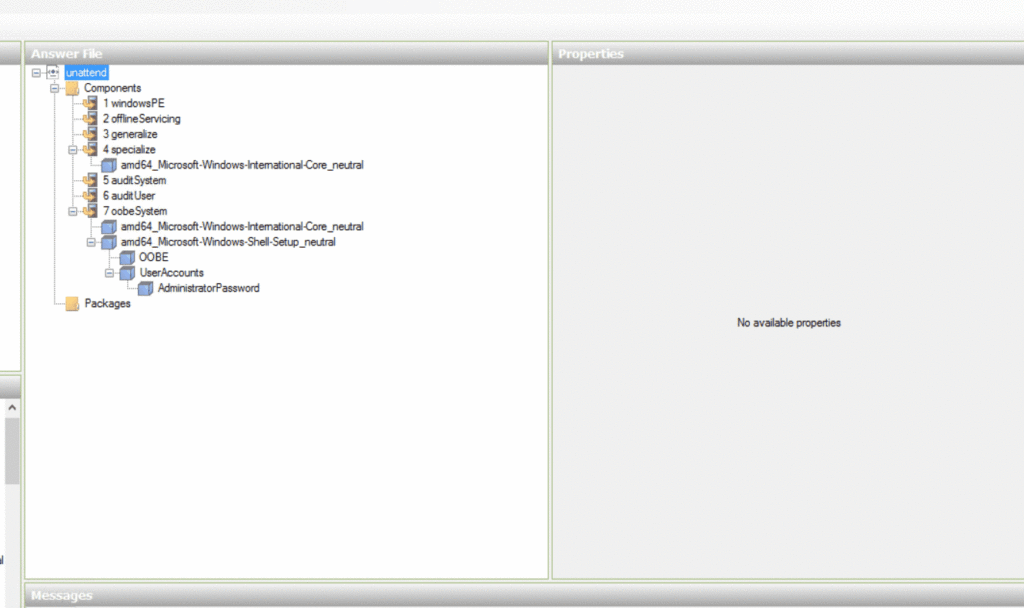 Answer File
unattend
Components
1 windowsPE
2 offlineServicing
3 generalize
4 specialize
amd64_Microsoft-Windows-International-Core_neutral
5 auditSystem
6 auditUser
7 oobeSystem
amd64_Microsoft-Windows-International-Core_neutral
amd64_Microsoft-Windows-Shell-Setup_neutral
OOBE
UserAccounts
AdministratorPassword
Packages
Properties
No available properties
Messages